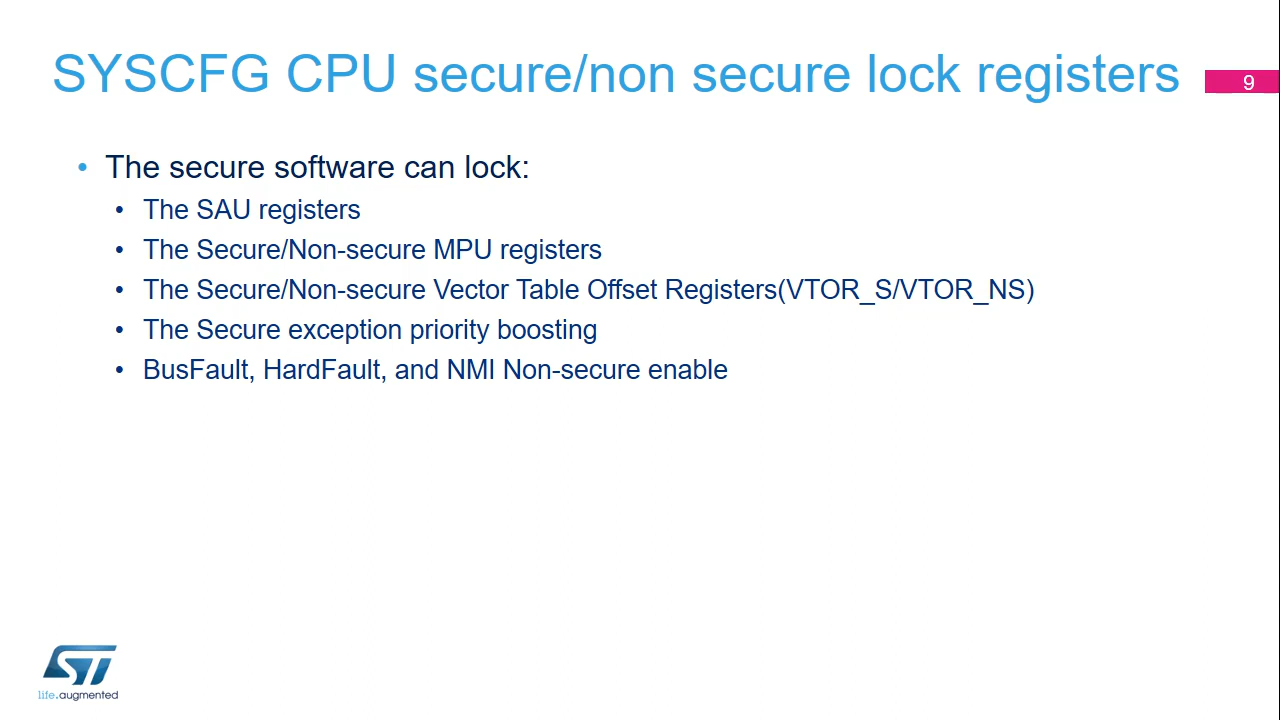 SYSCFG CPU secure/non secure lock registers
9
• The secure software can lock:
• The SAU registers
• The Secure/Non-secure MPU registers
• The Secure/Non-secure Vector Table Offset Registers(VTOR_S/VTOR_NS)
• The Secure exception priority boosting
• BusFault, HardFault, and NMI Non-secure enable
ST
life.augmented